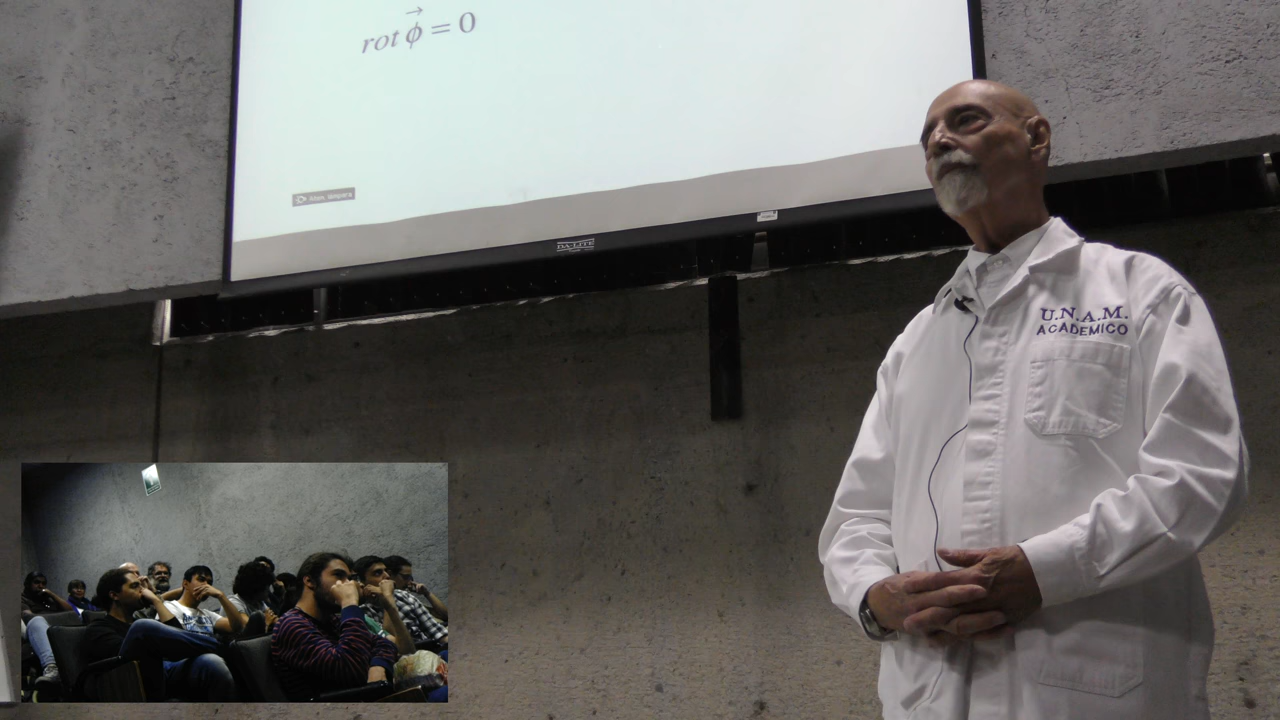 rot ϕ⃗ = 0
DA-LITE
U.N.A.M.
ACADEMICO